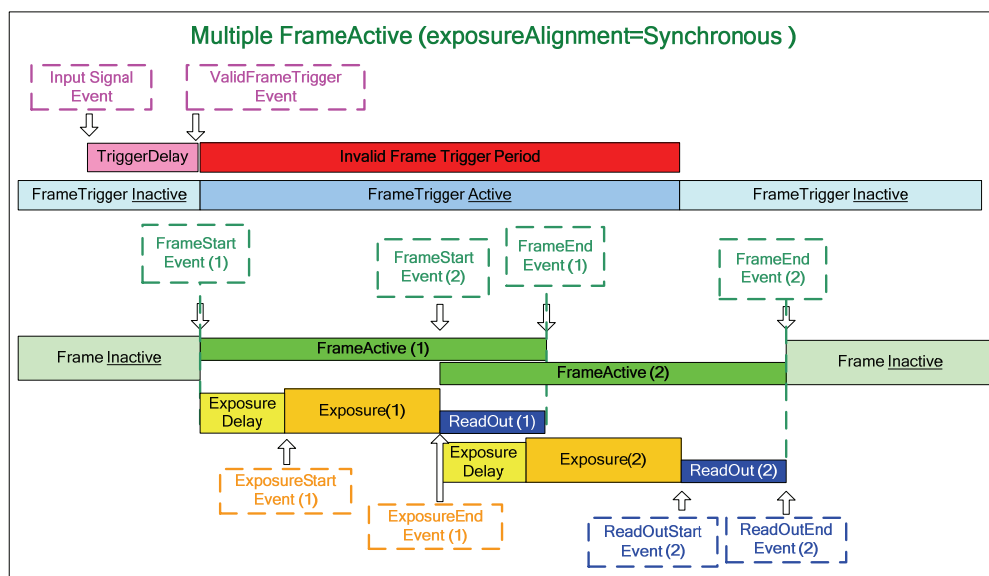 Multiple FrameActive (exposureAlignment=Synchronous )
Input Signal
Event
ValidFrameTrigger
Event
TriggerDelay
Invalid Frame Trigger Period
FrameTrigger Inactive
FrameTrigger Active
FrameTrigger Inactive
FrameStart
Event (1)
FrameStart
Event (2)
FrameEnd
Event (1)
FrameEnd
Event (2)
Frame Inactive
FrameActive (1)
FrameActive (2)
Frame Inactive
Exposure
Delay
Exposure(1)
ReadOut (1)
Exposure
Delay
Exposure(2)
ReadOut (2)
ExposureStart
Event (1)
ExposureEnd
Event (1)
ReadOutStart
Event (2)
ReadOutEnd
Event (2)